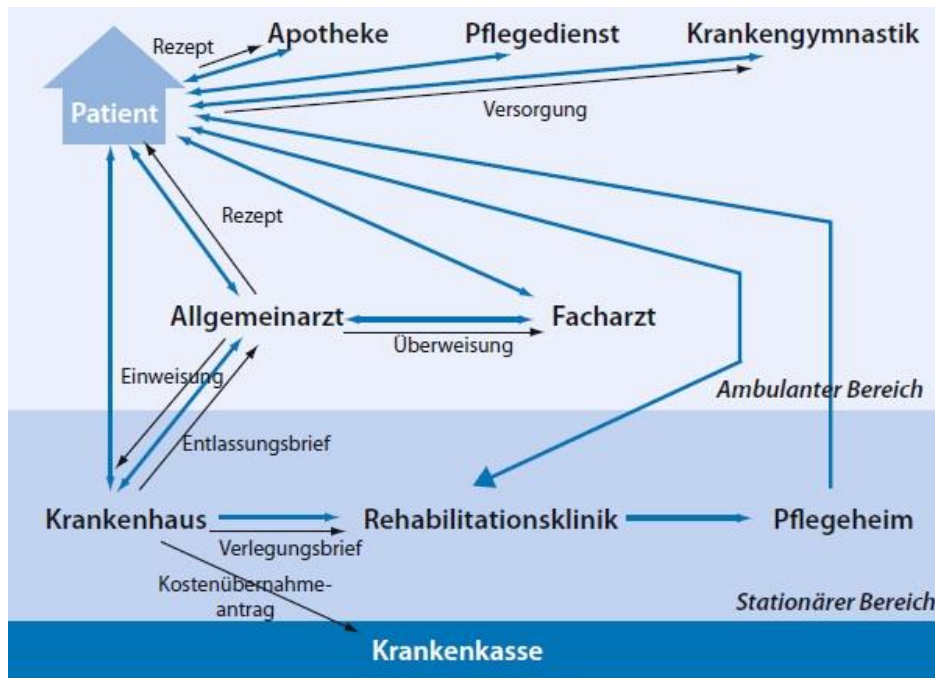 Rezept
Apotheke
Pflegedienst
Krankengymnastik
Patient
Versorgung
Rezept
Allgemeinarzt
Facharzt
Überweisung
Einweisung
Ambulanter Bereich
Entlassungsbrief
Krankenhaus
Rehabilitationsklinik
Pflegeheim
Verlegungsbrief
Kostenübernahme-
antrag
Stationärer Bereich
Krankenkasse